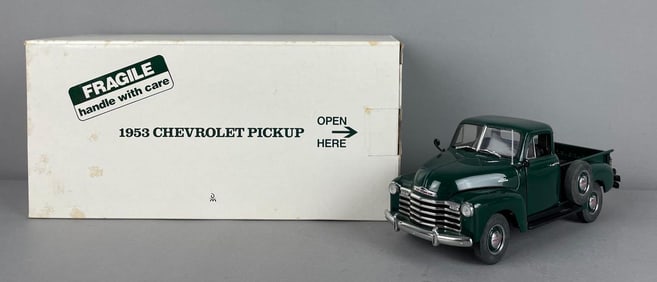 FRAGILE
handle with care
1953 CHEVROLET PICKUP
OPEN
HERE